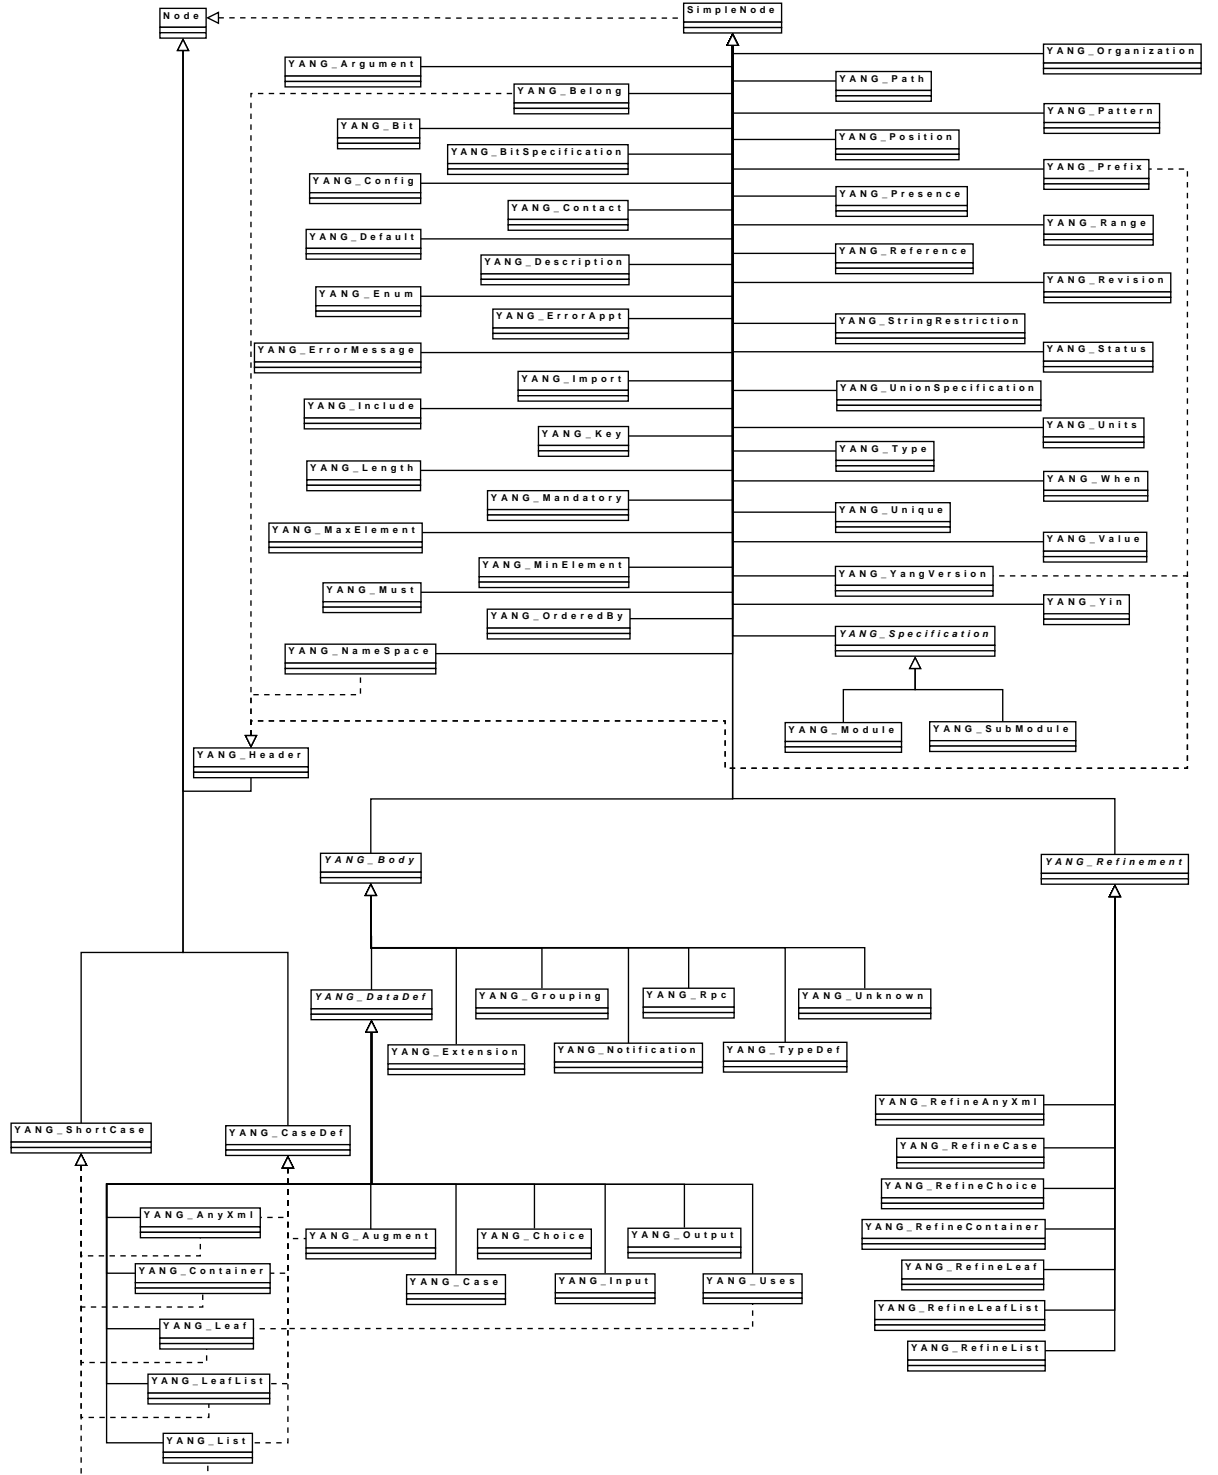 Node
SimpleNode
YANG_Organization
YANG_Argument
YANG_Path
YANG_Belong
YANG_Pattern
YANG_Bit
YANG_Position
YANG_BitSpecification
YANG_Prefix
YANG_Config
YANG_Presence
YANG_Contact
YANG_Range
YANG_Default
YANG_Reference
YANG_Description
YANG_Revision
YANG_Enum
YANG_ErrorAppt
YANG_StringRestriction
YANG_ErrorMessage
YANG_Status
YANG_Import
YANG_UnionSpecification
YANG_Include
YANG_Units
YANG_Key
YANG_Type
YANG_Length
YANG_When
YANG_Mandatory
YANG_Unique
YANG_MaxElement
YANG_Value
YANG_MinElement
YANG_YangVersion
YANG_Must
YANG_Yin
YANG_OrderedBy
YANG_Specification
YANG_NameSpace
YANG_Module
YANG_SubModule
YANG_Header
YANG_Body
YANG_Refinement
YANG_DataDef
YANG_Grouping
YANG_Rpc
YANG_Unknown
YANG_Extension
YANG_Notification
YANG_TypeDef
YANG_RefineAnyXml
YANG_ShortCase
YANG_CaseDef
YANG_RefineCase
YANG_RefineChoice
YANG_AnyXml
YANG_Augment
YANG_Choice
YANG_Output
YANG_RefineContainer
YANG_Container
YANG_Case
YANG_Input
YANG_Uses
YANG_RefineLeaf
YANG_Leaf
YANG_RefineLeafList
YANG_RefineList
YANG_LeafList
YANG_List